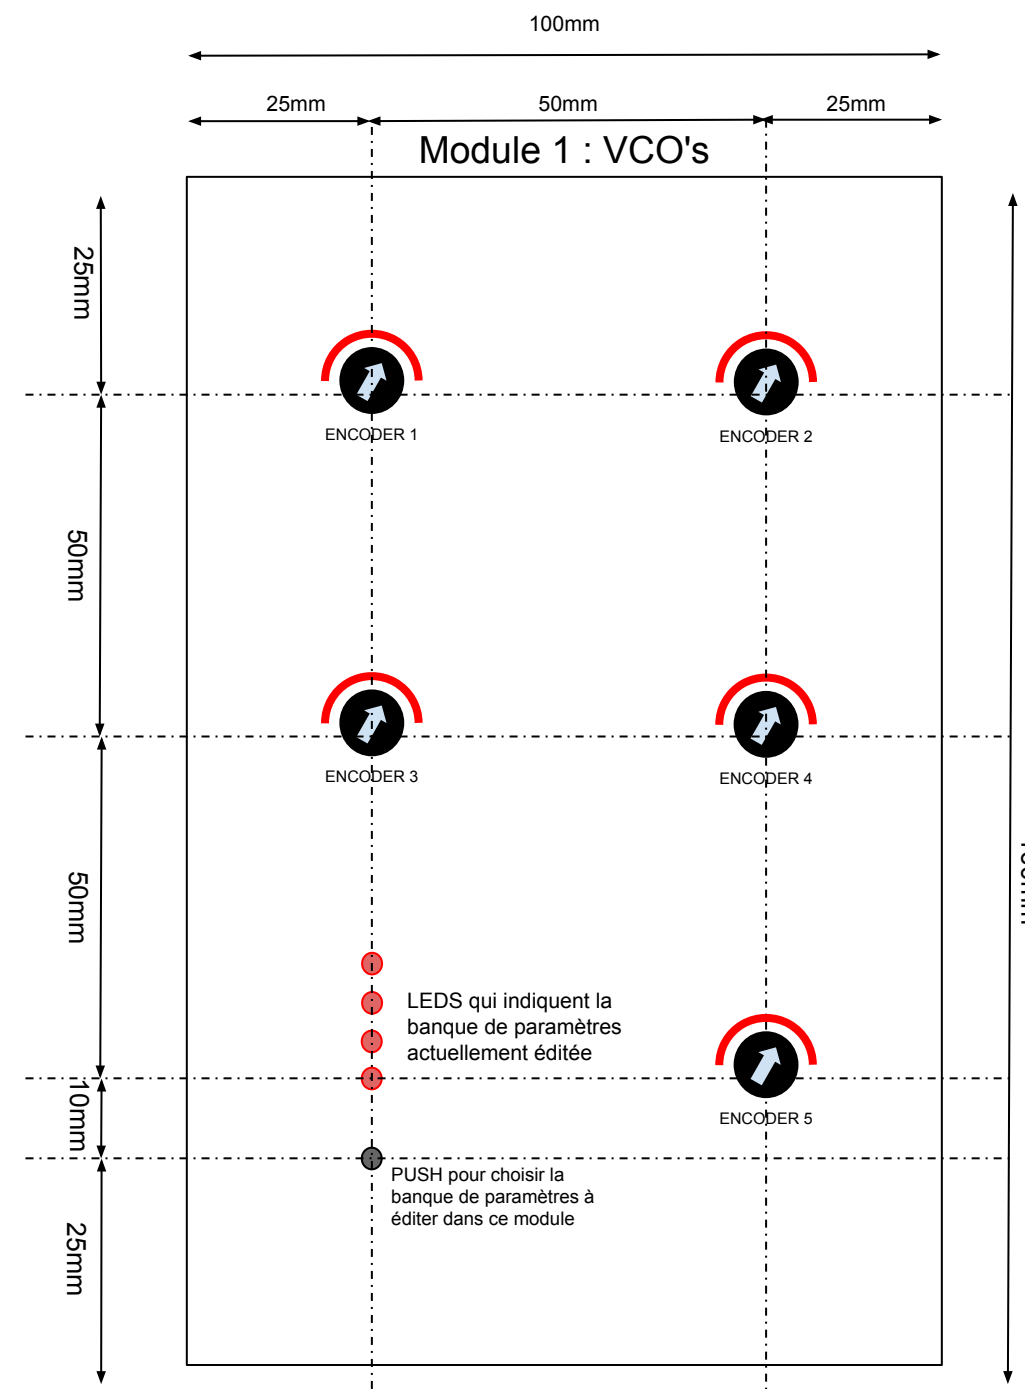 100mm
25mm
50mm
25mm
Module 1 : VCO's
25mm
ENCODER 1
ENCODER 2
50mm
ENCODER 3
ENCODER 4
50mm
LEDS qui indiquent la
banque de paramètres
actuellement éditée
10mm
ENCODER 5
PUSH pour choisir la
banque de paramètres à
éditer dans ce module
25mm